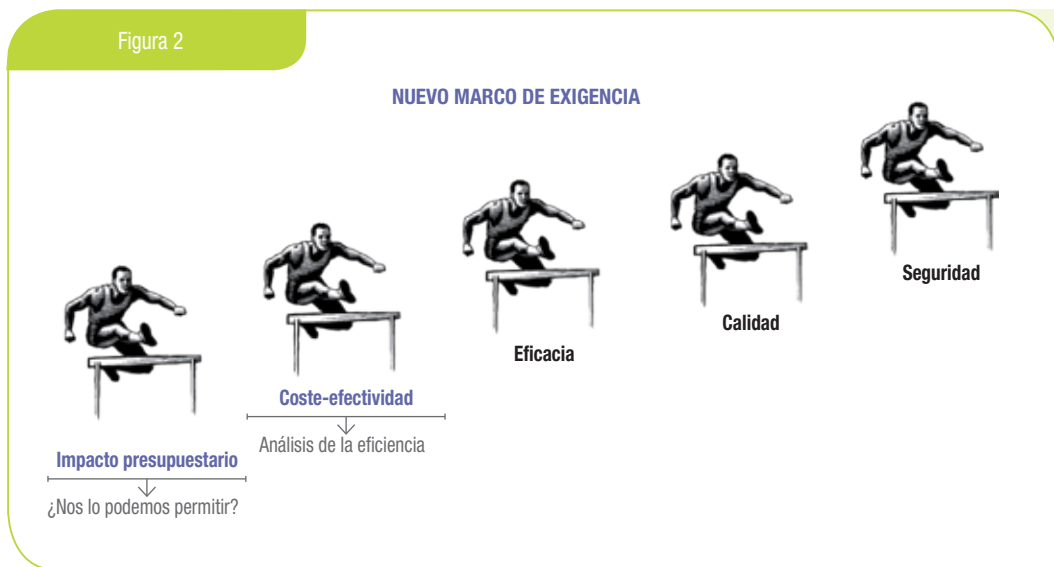 Figura 2
NUEVO MARCO DE EXIGENCIA
Seguridad
Calidad
Eficacia
Coste-efectividad
Análisis de la eficiencia
Impacto presupuestario
¿Nos lo podemos permitir?